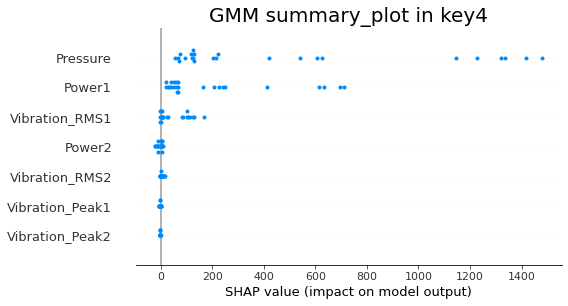 GMM summary_plot in key4
Pressure
Power1
Vibration_RMS1
Power2
Vibration_RMS2
Vibration_Peak1
Vibration_Peak2
0 200 400 600 800 1000 1200 1400
SHAP value (impact on model output)